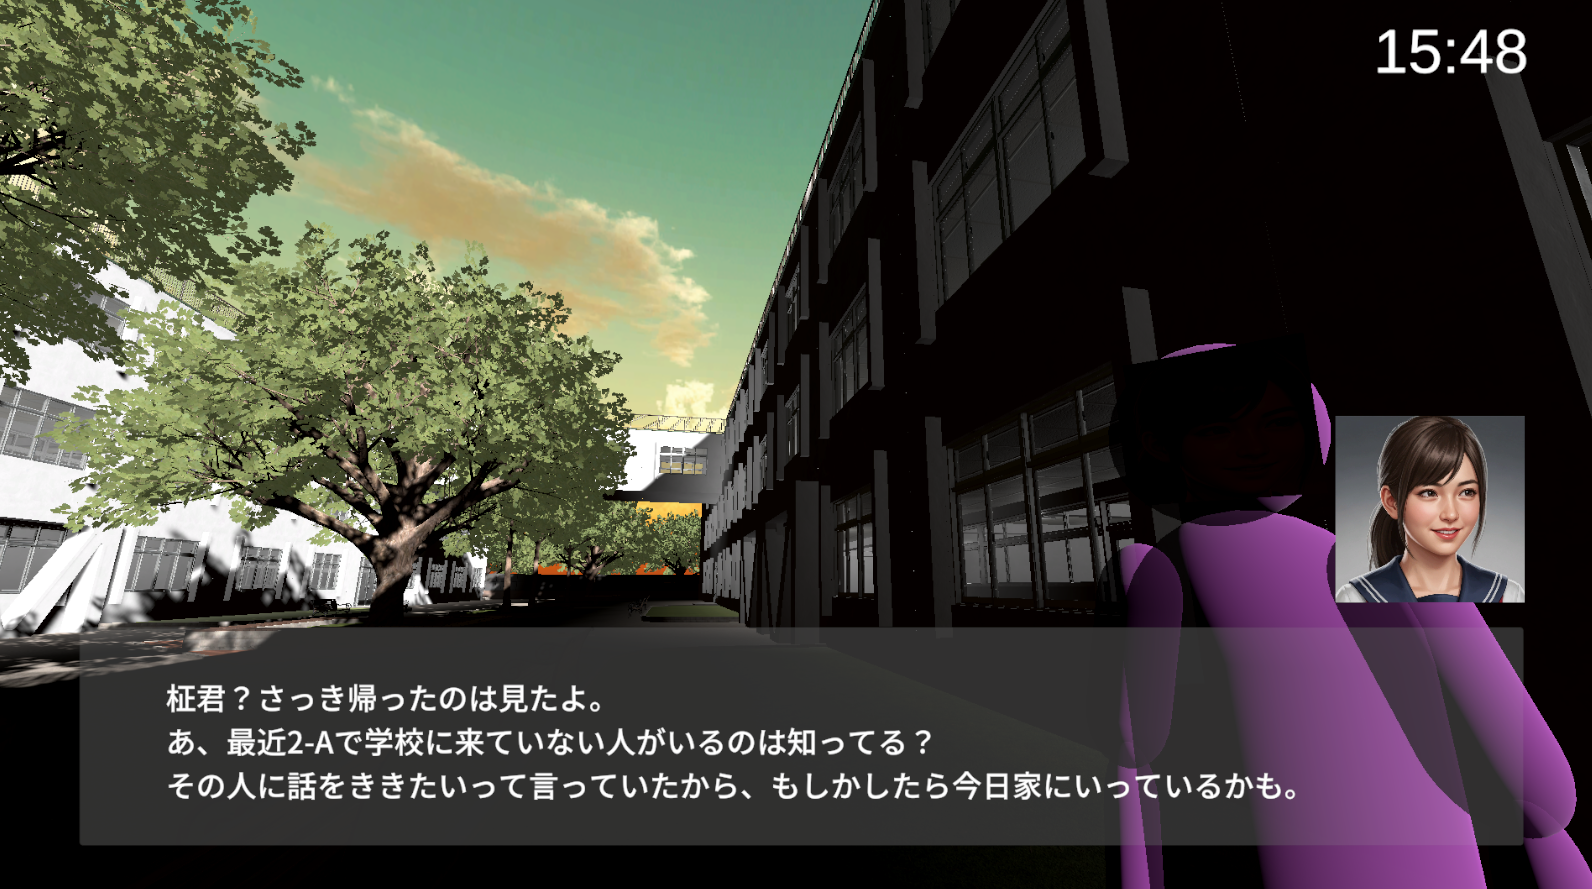 15:48
柾君？さっき帰ったのは見たよ。
あ、最近2-Aで学校に来ていない人がいるのは知ってる？
その人に話をききたいって言っていたから、もしかしたら今日家にいっているかも。